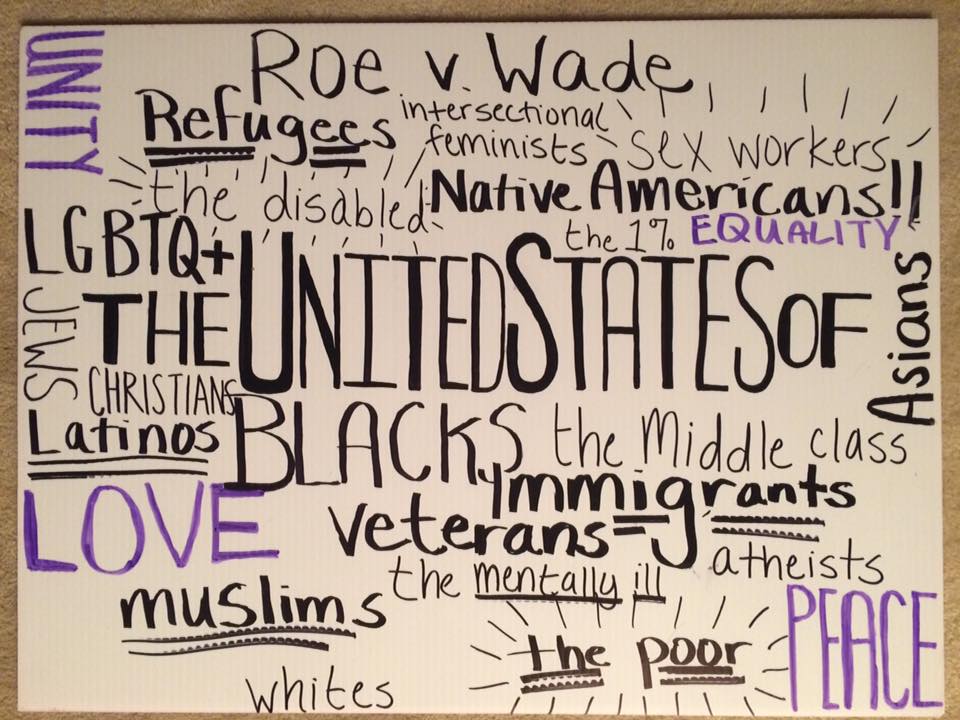 UNITY
Roe v. Wade
Refugees
intersectional
feminists
sex workers
the disabled
Native Americans!!
LGBTQ+
the 1%
EQUALITY
Asians
JEWS
THE UNITED STATES OF
CHRISTIANS
Latinos
BLACKS
the Middle class
Immigrants
LOVE
veterans
atheists
the mentally ill
muslims
the poor
PEACE
whites